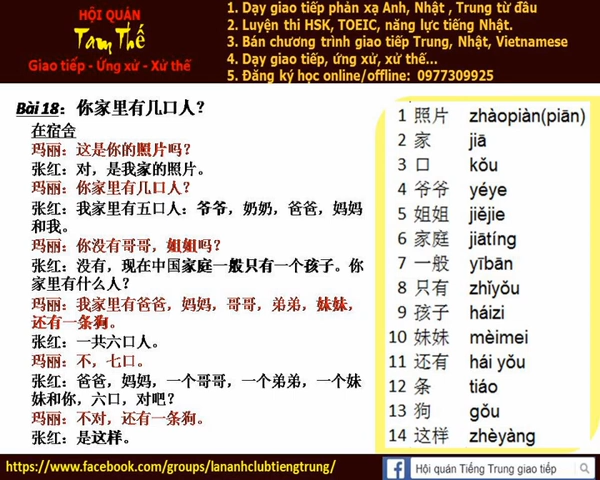 HỘI QUÁN
Tam Thế
Giao tiếp - Ứng xử - Xử thế
1. Dạy giao tiếp phản xạ Anh, Nhật , Trung từ đầu
2. Luyện thi HSK, TOEIC, năng lực tiếng Nhật.
3. Bán chương trình giao tiếp Trung, Nhật, Vietnamese
4. Dạy giao tiếp, ứng xử, xử thế...
5. Đăng ký học online/offline: 0977309925
Bài 18: 你家里有几口人?
在宿舍
玛丽: 这是你的照片吗?
张红: 对, 是我家的照片。
玛丽: 你家里有几口人?
张红: 我家里有五口人: 爷爷, 奶奶, 爸爸, 妈妈
和我。
玛丽: 你没有哥哥, 姐姐吗?
张红: 没有, 现在中国家庭一般只有一个孩子。你
家里有什么人?
玛丽: 我家里有爸爸, 妈妈, 哥哥, 弟弟, 妹妹,
还有一条狗。
张红: 一共六口人。
玛丽: 不, 七口。
张红: 爸爸, 妈妈, 一个哥哥, 一个弟弟, 一个妹
妹和你, 六口, 对吧?
玛丽: 不对, 还有一条狗。
张红: 是这样。
1 照片 zhàopiàn(piān)
2 家 jiā
3 口 kǒu
4 爷爷 yéye
5 姐姐 jiějie
6 家庭 jiātíng
7 一般 yībān
8 只有 zhǐyǒu
9 孩子 háizi
10 妹妹 mèimei
11 还有 hái yǒu
12 条 tiáo
13 狗 gǒu
14 这样 zhèyàng
https://www.facebook.com/groups/lananhclubtiengtrung/
f Hội quán Tiếng Trung giao tiếp